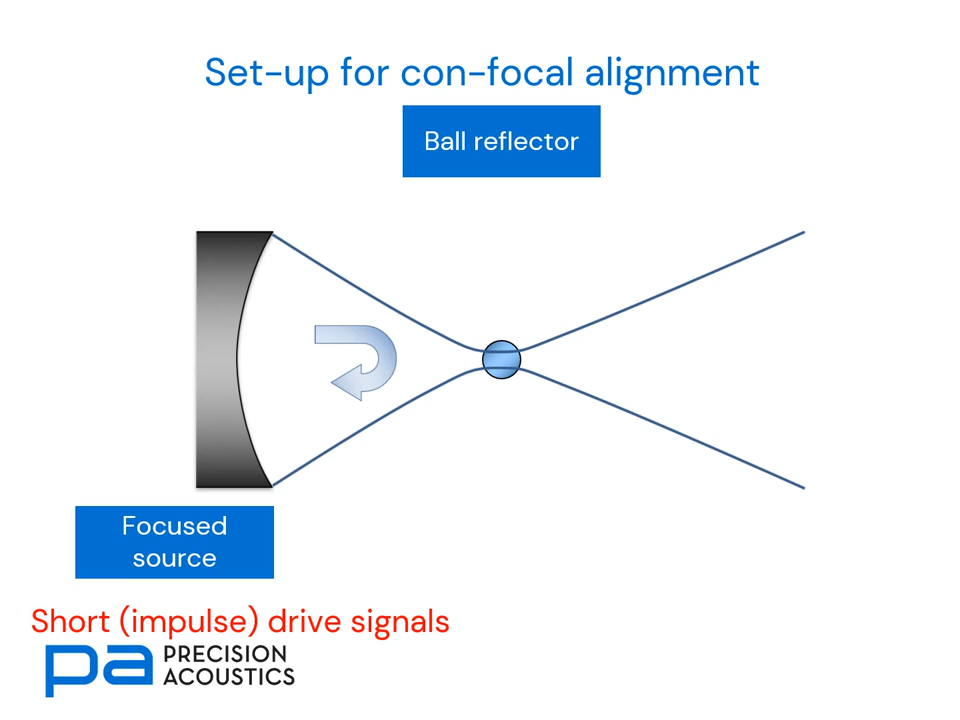 Set-up for con-focal alignment
Ball reflector
Focused
source
Short (impulse) drive signals
pa PRECISION
ACOUSTICS